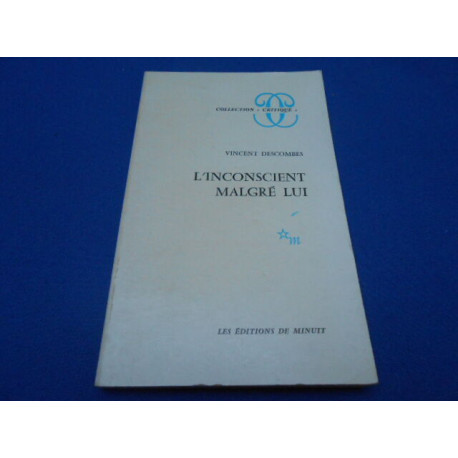 COLLECTION « CRITIQUE »
VINCENT DESCOMBES
L'INCONSCIENT
MALGRÉ LUI
m
LES ÉDITIONS DE MINUIT